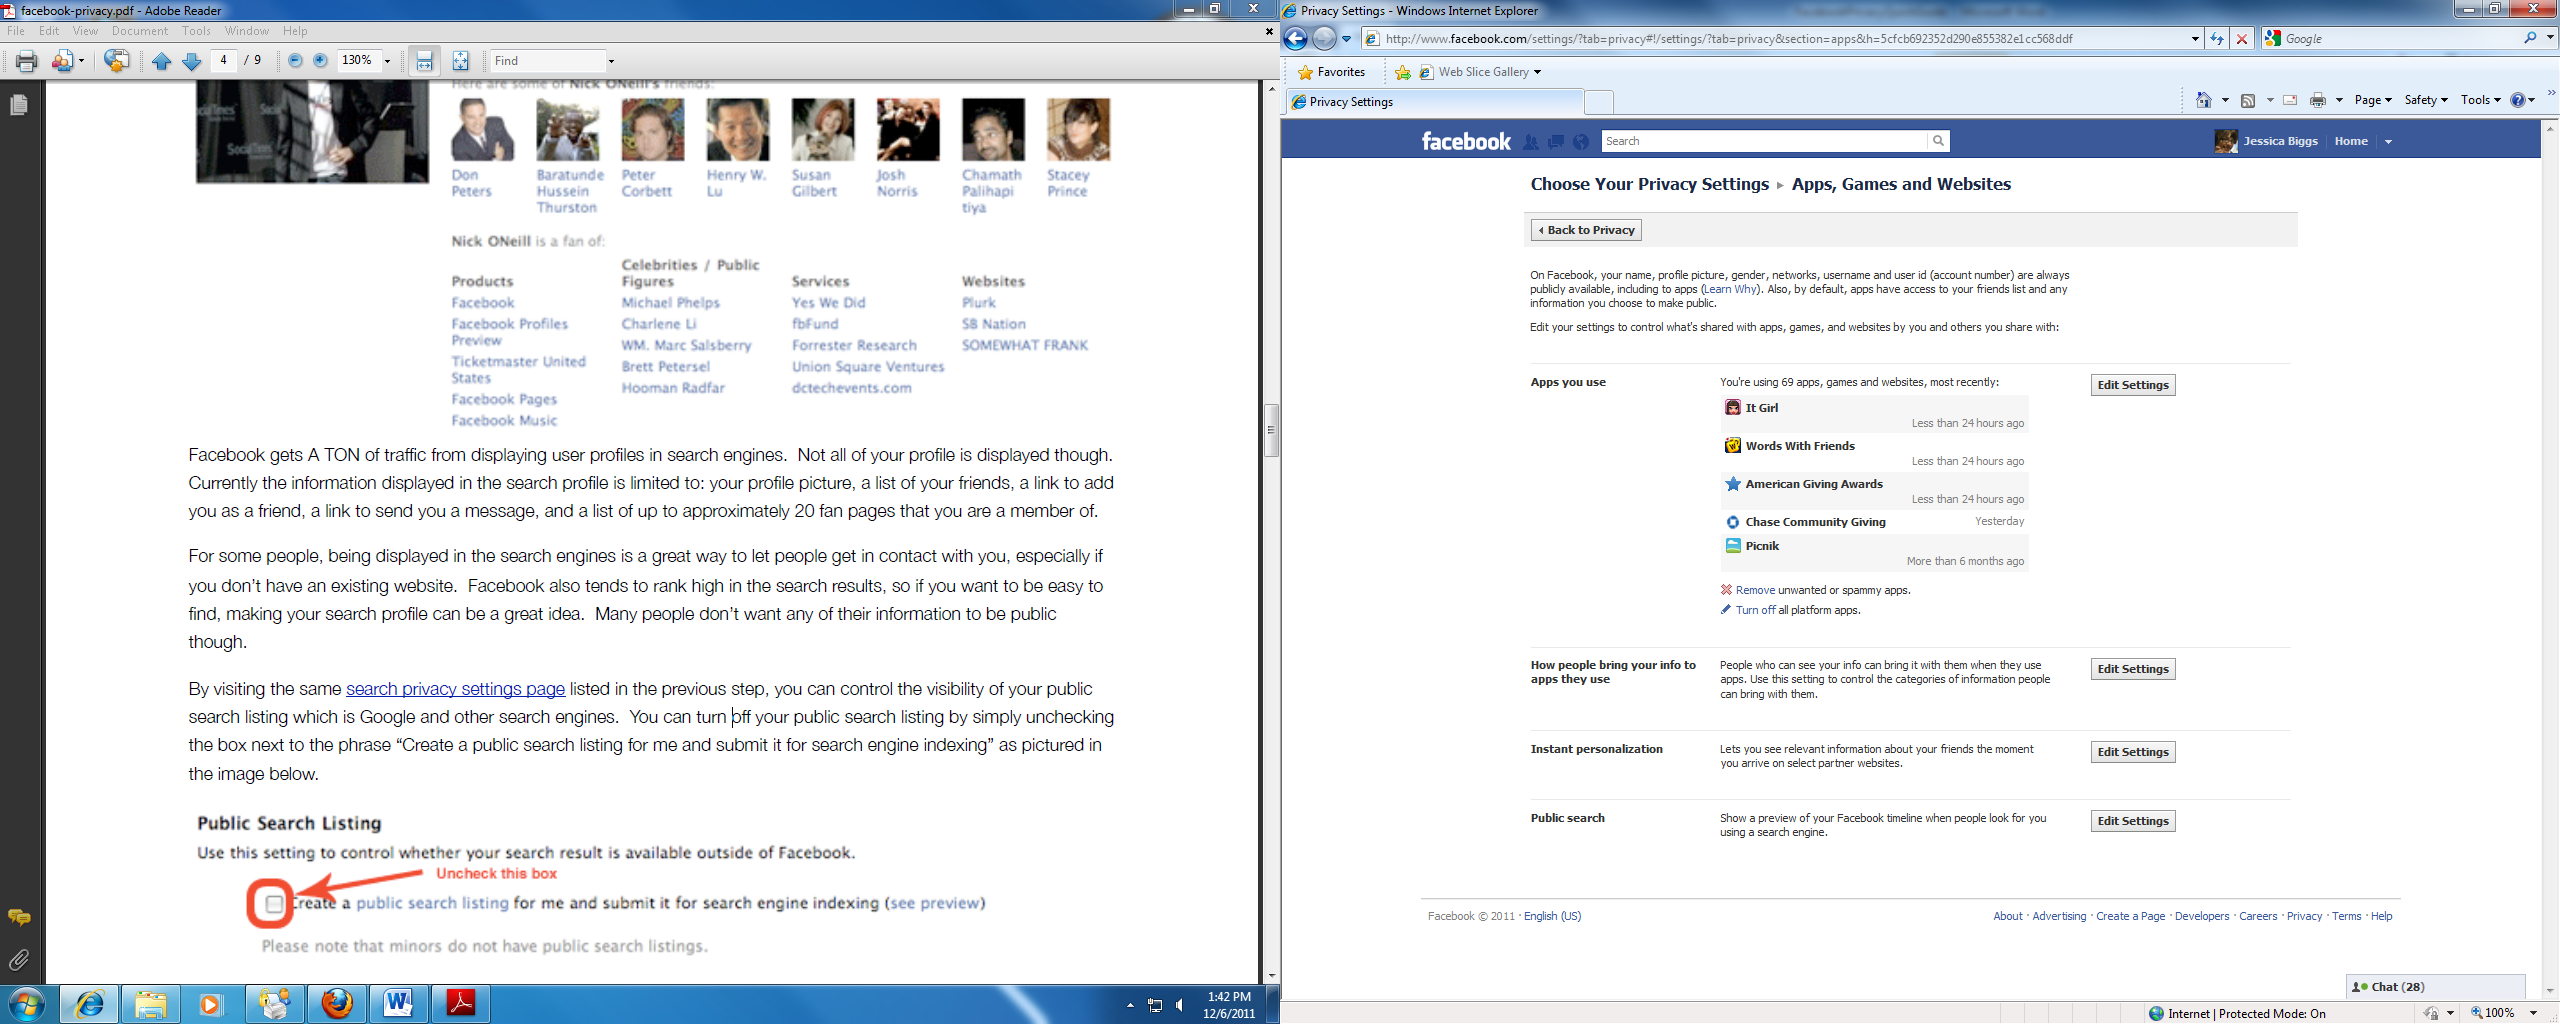 facebook-privacy.pdf - Adobe Reader
File Edit View Document Tools Window Help
4 / 9 130% Find
Here are some of Nick ONeill's friends:
Don Peters
Baratunde Hussein Thurston
Peter Corbett
Henry W. Lu
Susan Gilbert
Josh Norris
Chamath Palihapi tiya
Stacey Prince
Nick ONeill is a fan of:
Products
Facebook
Facebook Profiles
Preview
Ticketmaster United
States
Facebook Pages
Facebook Music
Celebrities / Public
Figures
Michael Phelps
Charlene Li
WM. Marc Salsberry
Brett Petersel
Hooman Radfar
Services
Yes We Did
fbFund
Forrester Research
Union Square Ventures
dctechevents.com
Websites
Plurk
SB Nation
SOMEWHAT FRANK
Facebook gets A TON of traffic from displaying user profiles in search engines. Not all of your profile is displayed though.
Currently the information displayed in the search profile is limited to: your profile picture, a list of your friends, a link to add
you as a friend, a link to send you a message, and a list of up to approximately 20 fan pages that you are a member of.
For some people, being displayed in the search engines is a great way to let people get in contact with you, especially if
you don't have an existing website. Facebook also tends to rank high in the search results, so if you want to be easy to
find, making your search profile can be a great idea. Many people don't want any of their information to be public
though.
By visiting the same search privacy settings page listed in the previous step, you can control the visibility of your public
search listing which is Google and other search engines. You can turn off your public search listing by simply unchecking
the box next to the phrase “Create a public search listing for me and submit it for search engine indexing” as pictured in
the image below.
Public Search Listing
Use this setting to control whether your search result is available outside of Facebook.
Uncheck this box
Create a public search listing for me and submit it for search engine indexing (see preview)
Please note that minors do not have public search listings.
1:42 PM
12/6/2011
Privacy Settings - Windows Internet Explorer
http://www.facebook.com/settings/?tab=privacy#!/settings/?tab=privacy&section=apps&h=5cfcb692352d290e855382e1cc568ddf
Google
Favorites Web Slice Gallery
Privacy Settings
Page Safety Tools
facebook Search Jessica Biggs Home
Choose Your Privacy Settings ▸ Apps, Games and Websites
Back to Privacy
On Facebook, your name, profile picture, gender, networks, username and user id (account number) are always
publicly available, including to apps (Learn Why). Also, by default, apps have access to your friends list and any
information you choose to make public.
Edit your settings to control what's shared with apps, games, and websites by you and others you share with:
Apps you use
You're using 69 apps, games and websites, most recently:
Edit Settings
It Girl
Less than 24 hours ago
Words With Friends
Less than 24 hours ago
American Giving Awards
Less than 24 hours ago
Chase Community Giving Yesterday
Picnik
More than 6 months ago
Remove unwanted or spammy apps.
Turn off all platform apps.
How people bring your info to
apps they use
People who can see your info can bring it with them when they use
apps. Use this setting to control the categories of information people
can bring with them.
Edit Settings
Instant personalization
Lets you see relevant information about your friends the moment
you arrive on select partner websites.
Edit Settings
Public search
Show a preview of your Facebook timeline when people look for you
using a search engine.
Edit Settings
Facebook © 2011 · English (US)
About · Advertising · Create a Page · Developers · Careers · Privacy · Terms · Help
Chat (28)
Internet | Protected Mode: On
100%